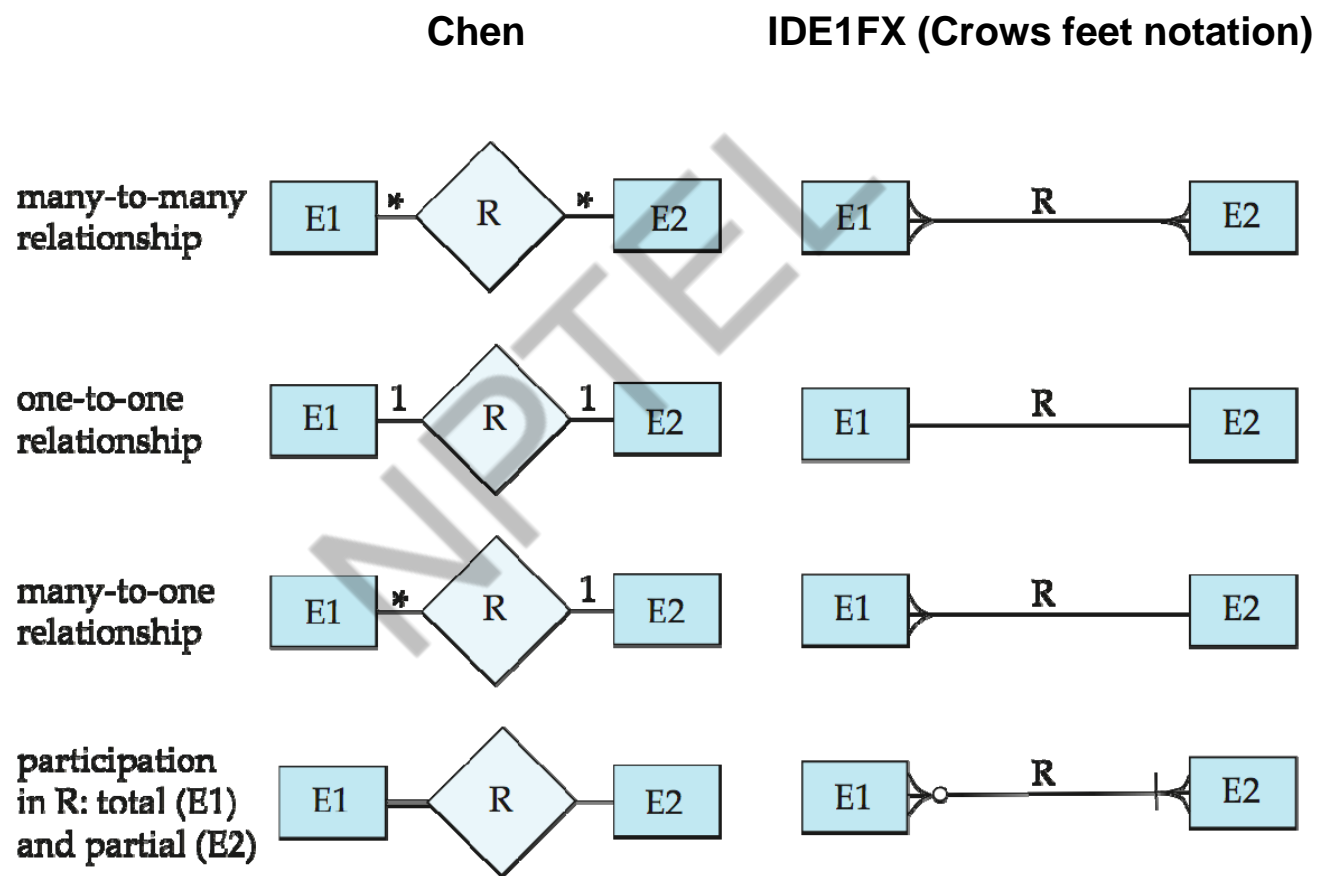 Chen IDE1FX (Crows feet notation)
many-to-many
relationship
E1 * R * E2
E1 R E2
one-to-one
relationship
E1 1 R 1 E2
E1 R E2
many-to-one
relationship
E1 * R 1 E2
E1 R E2
participation
in R: total (E1)
and partial (E2)
E1 R E2
E1 R E2
NPTEL